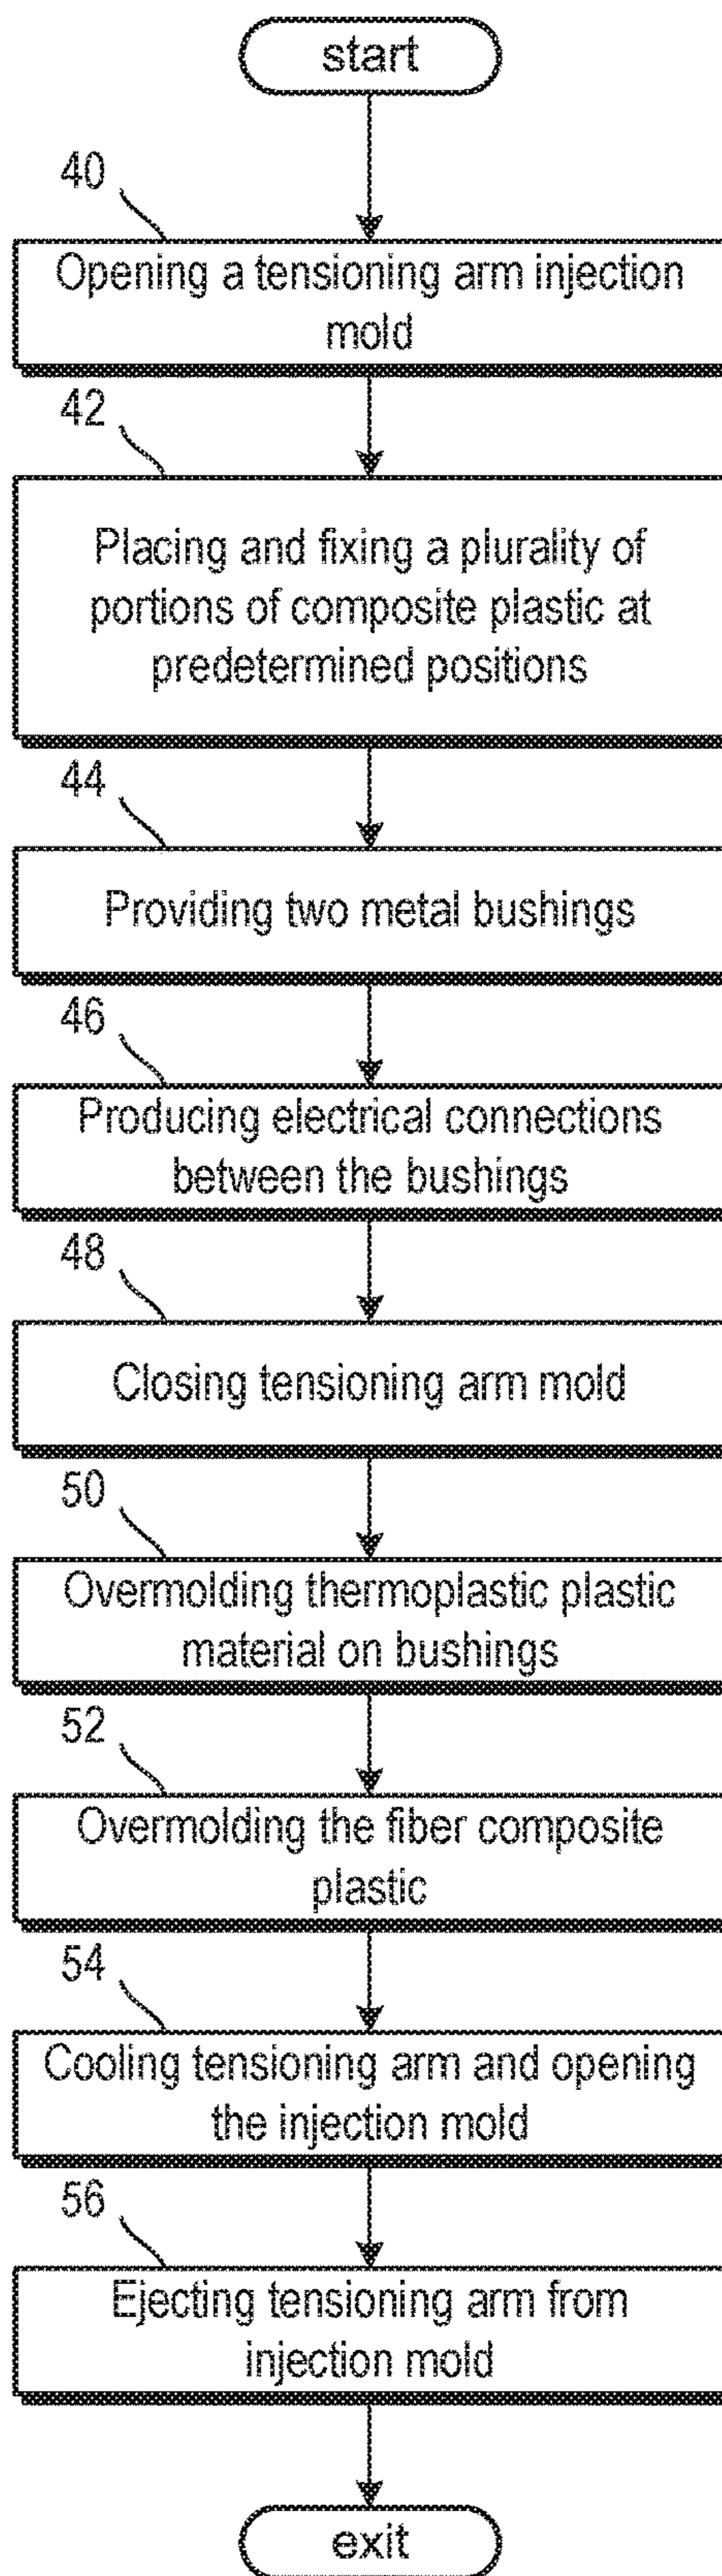 start
40
Opening a tensioning arm injection
mold
42
Placing and fixing a plurality of
portions of composite plastic at
predetermined positions
44
Providing two metal bushings
46
Producing electrical connections
between the bushings
48
Closing tensioning arm mold
50
Overmolding thermoplastic plastic
material on bushings
52
Overmolding the fiber composite
plastic
54
Cooling tensioning arm and opening
the injection mold
56
Ejecting tensioning arm from
injection mold
exit